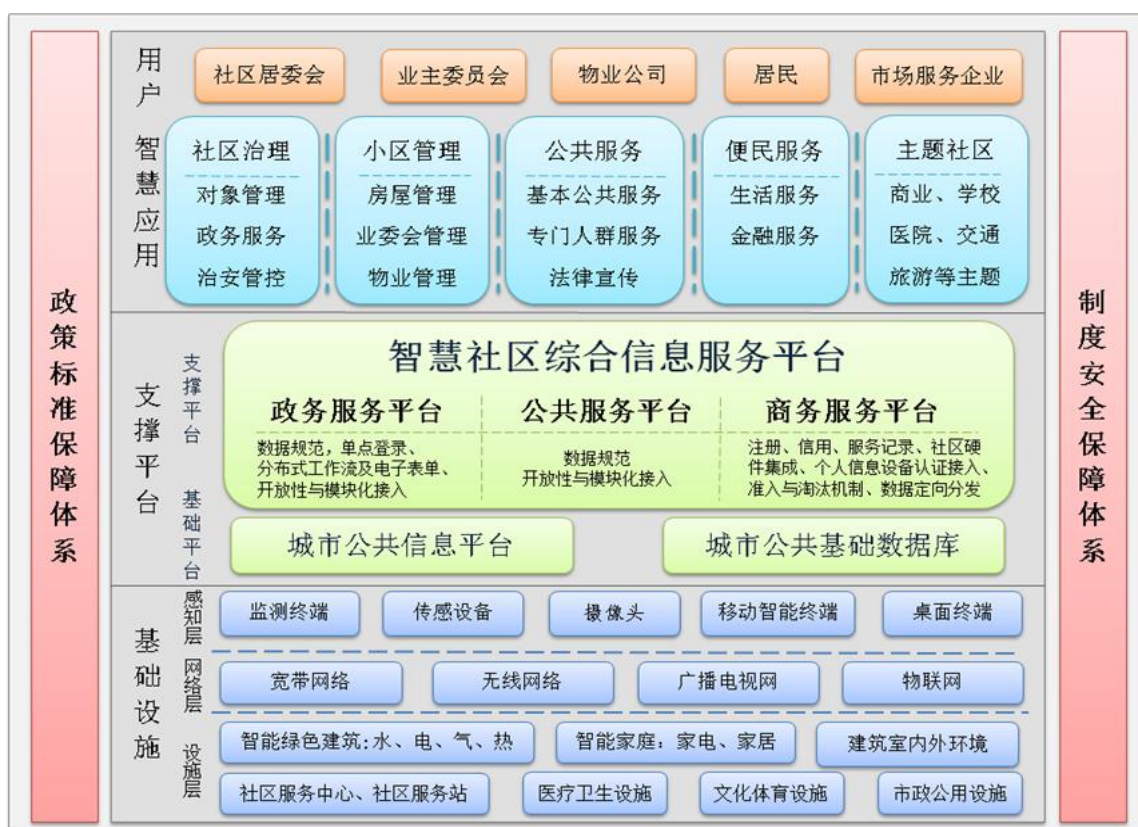 政策标准保障体系
用户
社区居委会
业主委员会
物业公司
居民
市场服务企业
智慧应用
社区治理
对象管理
政务服务
治安管控
小区管理
房屋管理
业委会管理
物业管理
公共服务
基本公共服务
专门人群服务
法律宣传
便民服务
生活服务
金融服务
主题社区
商业、学校
医院、交通
旅游等主题
支撑平台
支撑平台
智慧社区综合信息服务平台
政务服务平台
数据规范，单点登录、
分布式工作流及电子表单、
开放性与模块化接入
公共服务平台
数据规范
开放性与模块化接入
商务服务平台
注册、信用、服务记录、社区硬
件集成、个人信息设备认证接入、
准入与淘汰机制、数据定向分发
基础平台
城市公共信息平台
城市公共基础数据库
基础设施
感知层
监测终端
传感设备
摄像头
移动智能终端
桌面终端
网络层
宽带网络
无线网络
广播电视网
物联网
设施层
智能绿色建筑:水、电、气、热
智能家庭：家电、家居
建筑室内外环境
社区服务中心、社区服务站
医疗卫生设施
文化体育设施
市政公用设施
制度安全保障体系